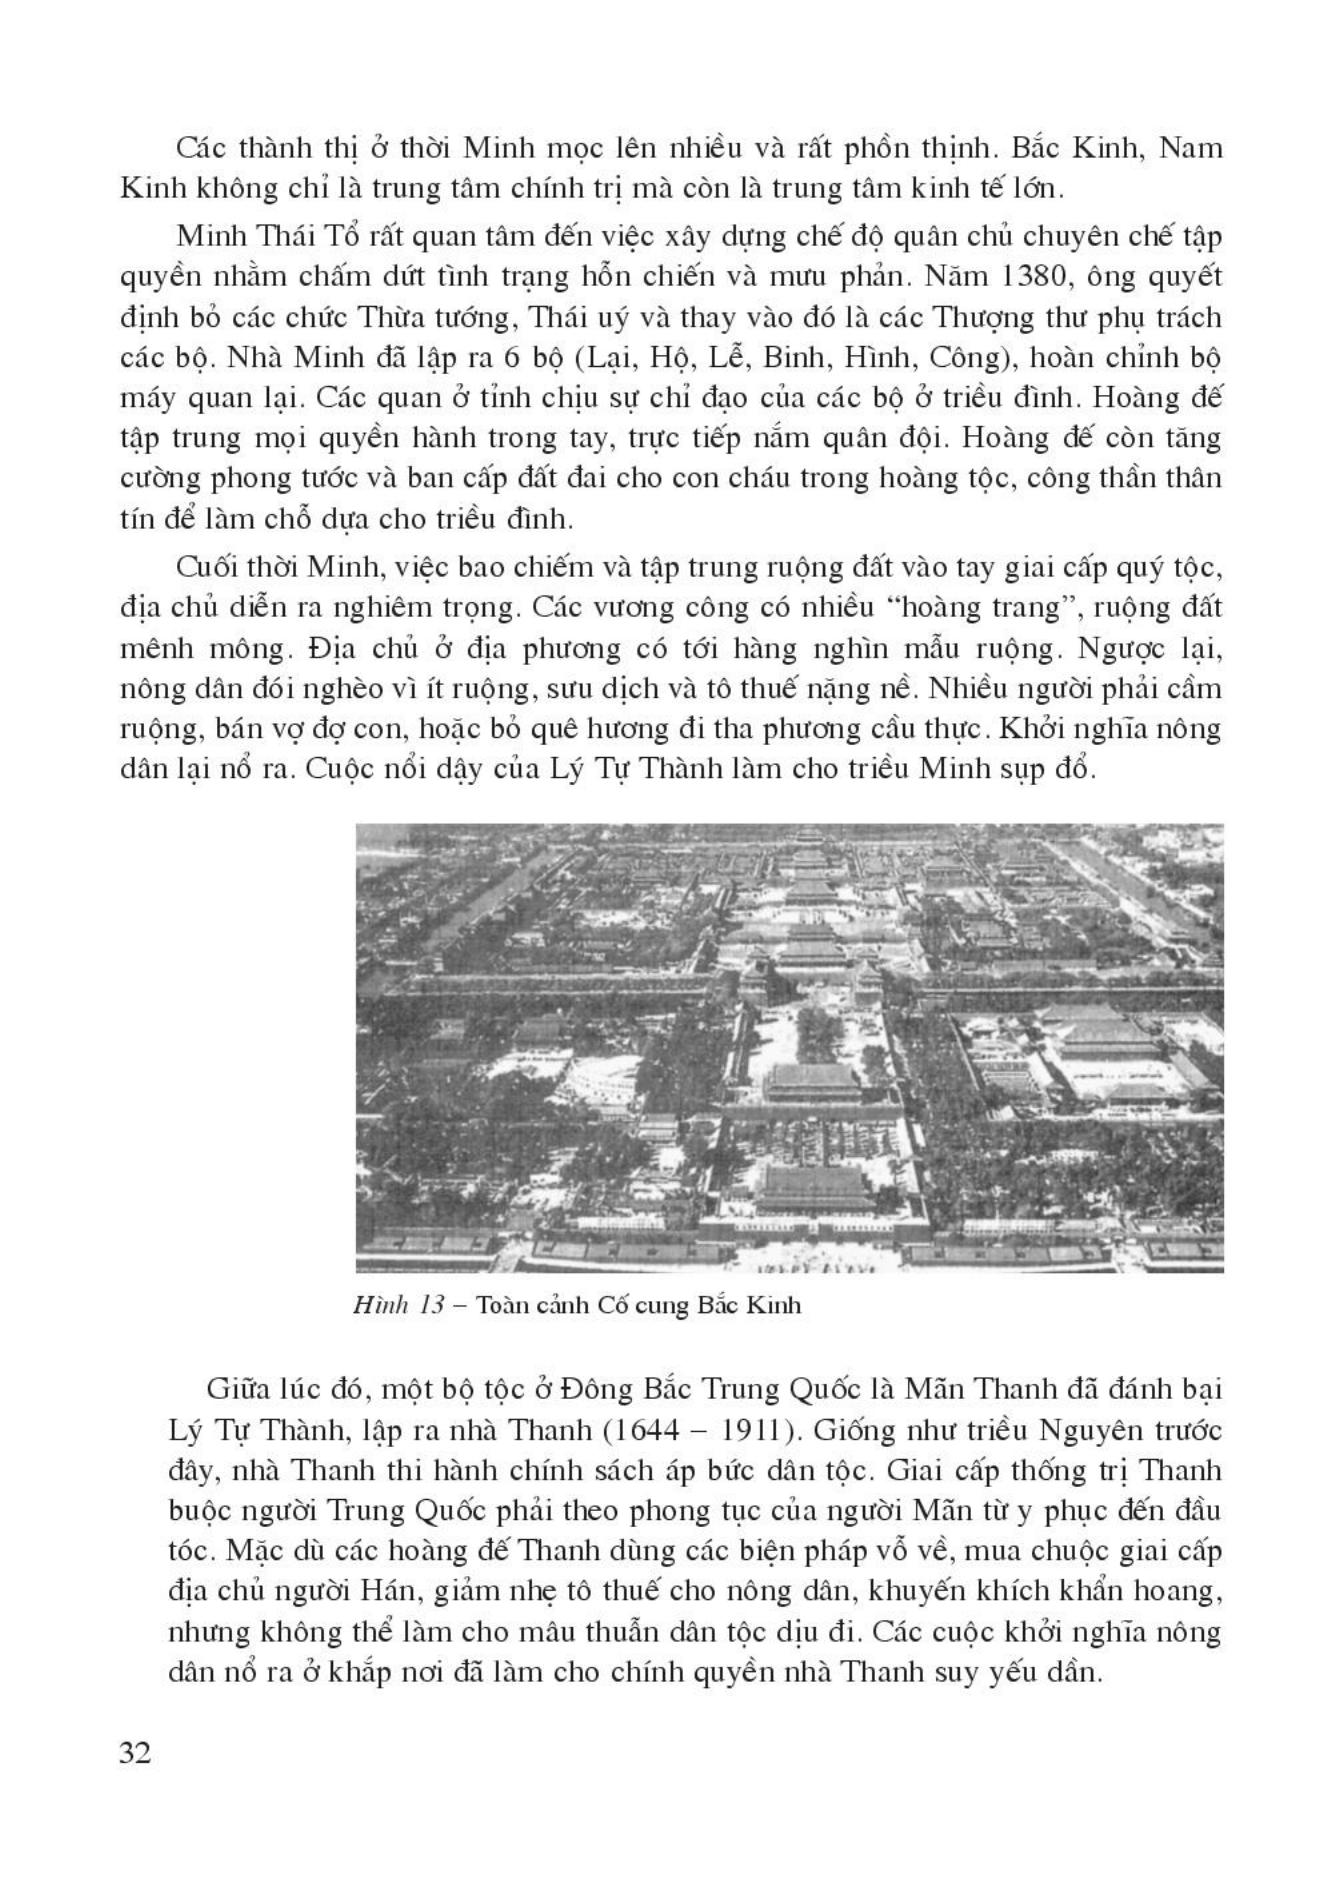 Các thành thị ở thời Minh mọc lên nhiều và rất phồn thịnh. Bắc Kinh, Nam
Kinh không chỉ là trung tâm chính trị mà còn là trung tâm kinh tế lớn.
Minh Thái Tổ rất quan tâm đến việc xây dựng chế độ quân chủ chuyên chế tập
quyền nhằm chấm dứt tình trạng hỗn chiến và mưu phản. Năm 1380, ông quyết
định bỏ các chức Thừa tướng, Thái uý và thay vào đó là các Thượng thư phụ trách
các bộ. Nhà Minh đã lập ra 6 bộ (Lại, Hộ, Lễ, Binh, Hình, Công), hoàn chỉnh bộ
máy quan lại. Các quan ở tỉnh chịu sự chỉ đạo của các bộ ở triều đình. Hoàng đế
tập trung mọi quyền hành trong tay, trực tiếp nắm quân đội. Hoàng đế còn tăng
cường phong tước và ban cấp đất đai cho con cháu trong hoàng tộc, công thần thân
tín để làm chỗ dựa cho triều đình.
Cuối thời Minh, việc bao chiếm và tập trung ruộng đất vào tay giai cấp quý tộc,
địa chủ diễn ra nghiêm trọng. Các vương công có nhiều “hoàng trang”, ruộng đất
mênh mông. Địa chủ ở địa phương có tới hàng nghìn mẫu ruộng. Ngược lại,
nông dân đói nghèo vì ít ruộng, sưu dịch và tô thuế nặng nề. Nhiều người phải cầm
ruộng, bán vợ đợ con, hoặc bỏ quê hương đi tha phương cầu thực. Khởi nghĩa nông
dân lại nổ ra. Cuộc nổi dậy của Lý Tự Thành làm cho triều Minh sụp đổ.
Hình 13 – Toàn cảnh Cố cung Bắc Kinh
Giữa lúc đó, một bộ tộc ở Đông Bắc Trung Quốc là Mãn Thanh đã đánh bại
Lý Tự Thành, lập ra nhà Thanh (1644 – 1911). Giống như triều Nguyên trước
đây, nhà Thanh thi hành chính sách áp bức dân tộc. Giai cấp thống trị Thanh
buộc người Trung Quốc phải theo phong tục của người Mãn từ y phục đến đầu
tóc. Mặc dù các hoàng đế Thanh dùng các biện pháp vỗ về, mua chuộc giai cấp
địa chủ người Hán, giảm nhẹ tô thuế cho nông dân, khuyến khích khẩn hoang,
nhưng không thể làm cho mâu thuẫn dân tộc dịu đi. Các cuộc khởi nghĩa nông
dân nổ ra ở khắp nơi đã làm cho chính quyền nhà Thanh suy yếu dần.
32